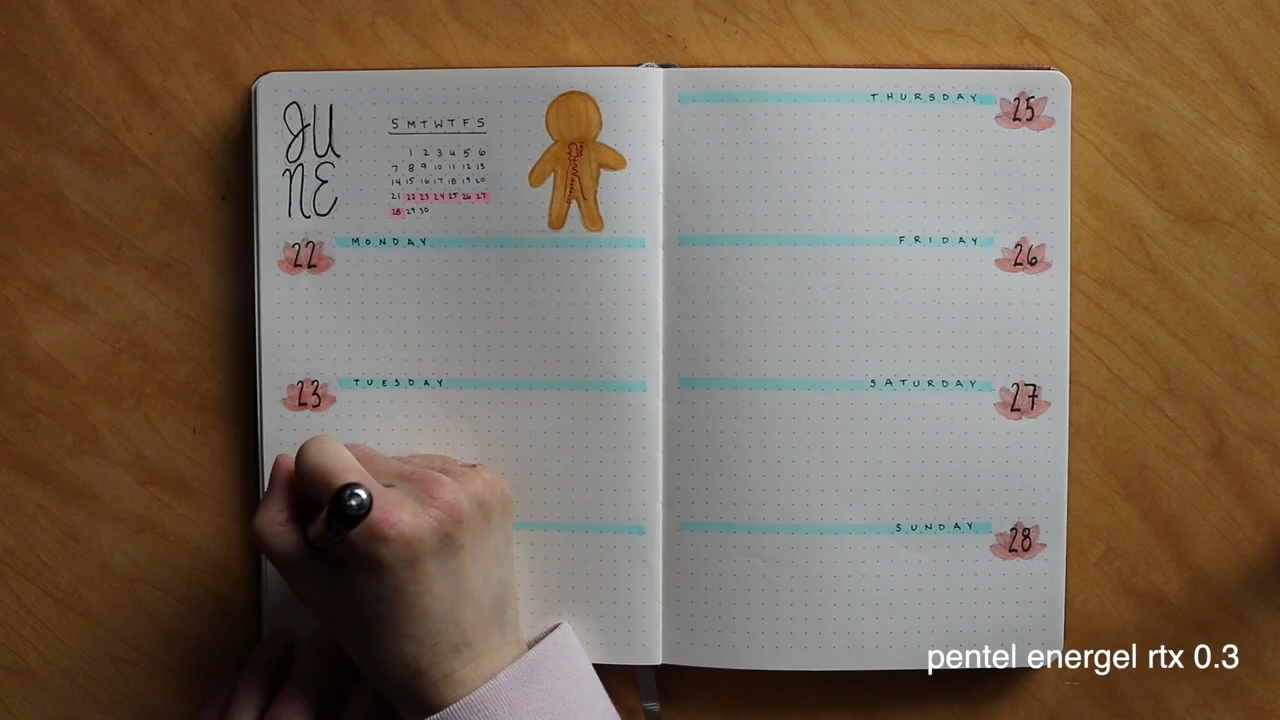 JU
NE
S M T W T F S
1 2 3 4 5 6
7 8 9 10 11 12 13
14 15 16 17 18 19 20
21 22 23 24 25 26 27
28 29 30
22 MONDAY
23 TUESDAY
THURSDAY 25
FRIDAY 26
SATURDAY 27
SUNDAY 28
pentel energel rtx 0.3